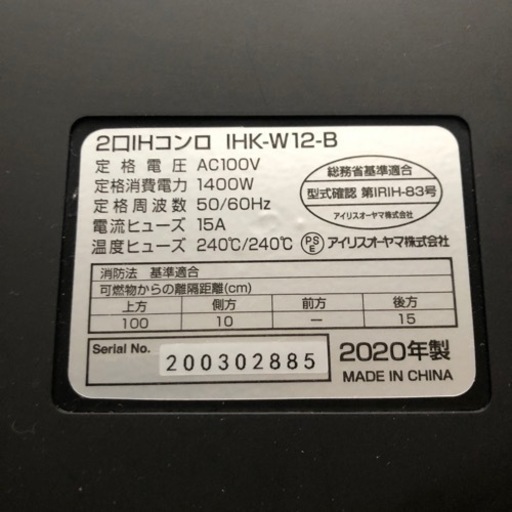 2口IHコンロ IHK-W12-B
定格電圧 AC100V
定格消費電力 1400W
定格周波数 50/60Hz
電流ヒューズ 15A
温度ヒューズ 240℃/240℃
総務省基準適合
型式確認 第IRIH-83号
アイリスオーヤマ株式会社
PSE アイリスオーヤマ株式会社
消防法 基準適合
可燃物からの離隔距離(cm)
上方 側方 前方 後方
100 10 ー 15
Serial No. 200302885
2020年製
MADE IN CHINA